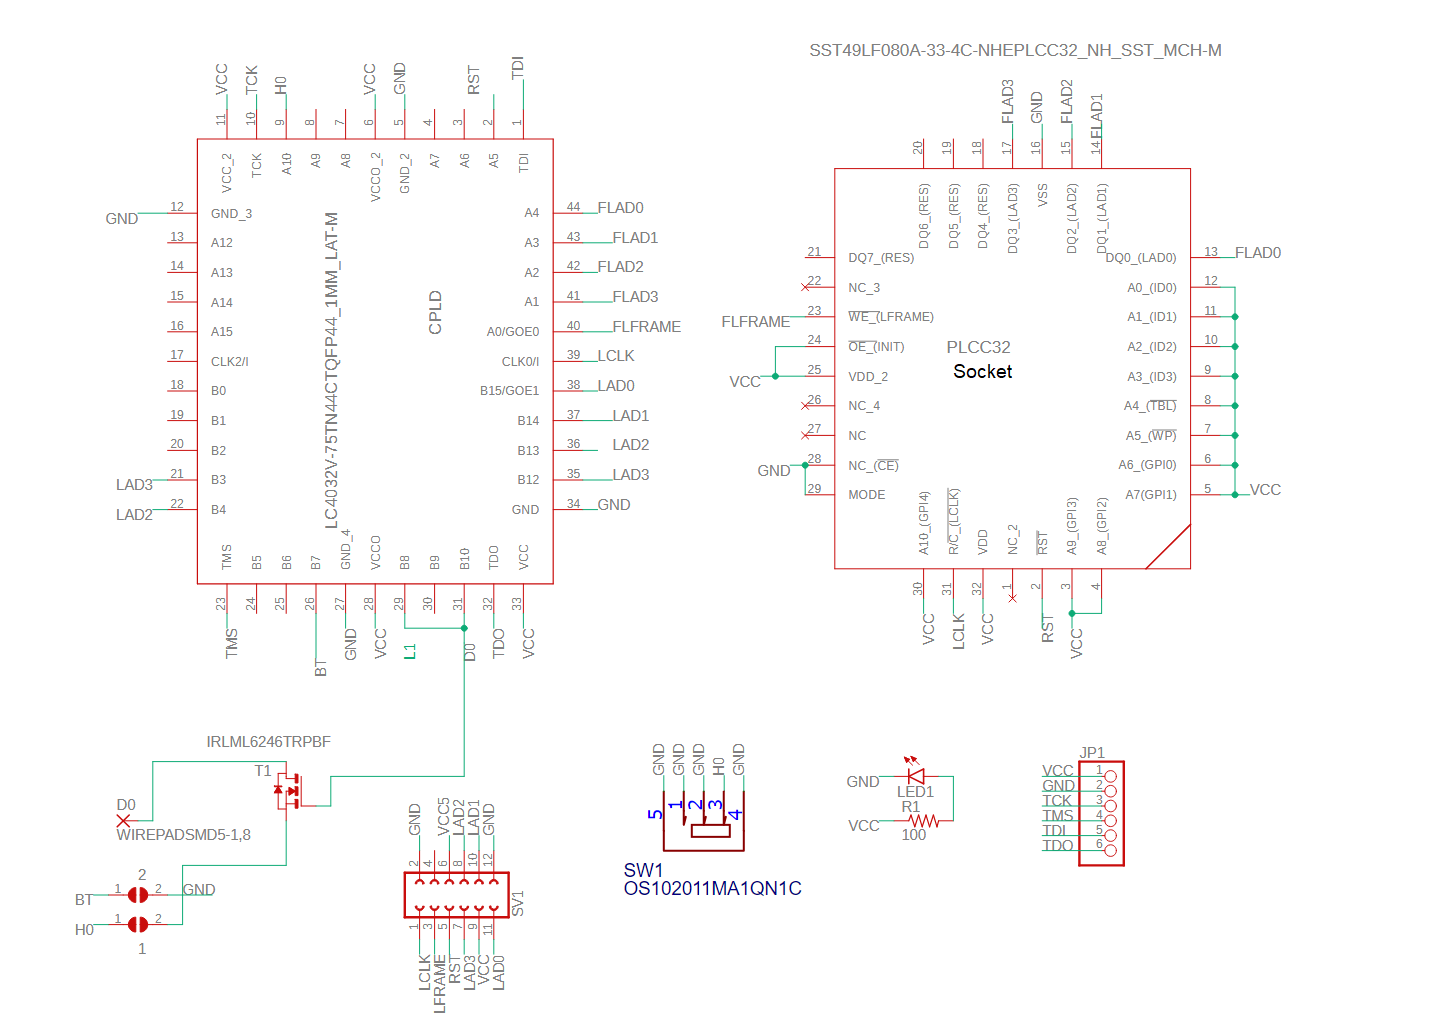 SST49LF080A-33-4C-NHEPLCC32_NH_SST_MCH-M
VCC TCK H0 VCC GND RST TDI
11 10 9 8 7 6 5 4 3 2 1
VCC_2 TCK A10 A9 A8 VCCO_2 GND_2 A7 A6 A5 TDI
GND 12 GND_3
13 A12
14 A13
15 A14
16 A15
17 CLK2/I
18 B0
19 B1
20 B2
LAD3 21 B3
LAD2 22 B4
LC4032V-75TN44CTQFP44_1MM_LAT-M
CPLD
A4 44 FLAD0
A3 43 FLAD1
A2 42 FLAD2
A1 41 FLAD3
A0/GOE0 40 FLFRAME
CLK0/I 39 LCLK
B15/GOE1 38 LAD0
B14 37 LAD1
B13 36 LAD2
B12 35 LAD3
GND 34 GND
TMS B5 B6 B7 GND_4 VCCO B8 B9 B10 TDO VCC
23 24 25 26 27 28 29 30 31 32 33
TMS BT GND VCC L1 D0 TDO VCC
FLAD3 GND FLAD2 FLAD1
20 19 18 17 16 15 14
DQ6_(RES) DQ5_(RES) DQ4_(RES) DQ3_(LAD3) VSS DQ2_(LAD2) DQ1_(LAD1)
21 DQ7_(RES)
22 NC_3
FLFRAME 23 WE_(LFRAME)
24 OE_(INIT)
VCC 25 VDD_2
26 NC_4
27 NC
GND 28 NC_(CE)
29 MODE
PLCC32
Socket
DQ0_(LAD0) 13 FLAD0
A0_(ID0) 12
A1_(ID1) 11
A2_(ID2) 10
A3_(ID3) 9
A4_(TBL) 8
A5_(WP) 7
A6_(GPI0) 6
A7(GPI1) 5 VCC
A10_(GPI4) R/C_(LCLK) VDD NC_2 RST A9_(GPI3) A8_(GPI2)
30 31 32 1 2 3 4
VCC LCLK VCC RST VCC
IRLML6246TRPBF
T1
D0
WIREPADSMD5-1,8
2
BT 1 2 GND
H0 1 2
1
GND VCC5 LAD2 LAD1 GND
2 4 6 8 10 12
SV1
1 3 5 7 9 11
LCLK LFRAME RST LAD3 VCC LAD0
GND GND GND H0 GND
5 1 2 3 4
SW1
OS102011MA1QN1C
GND
LED1
R1
VCC
100
JP1
VCC 1
GND 2
TCK 3
TMS 4
TDI 5
TDO 6